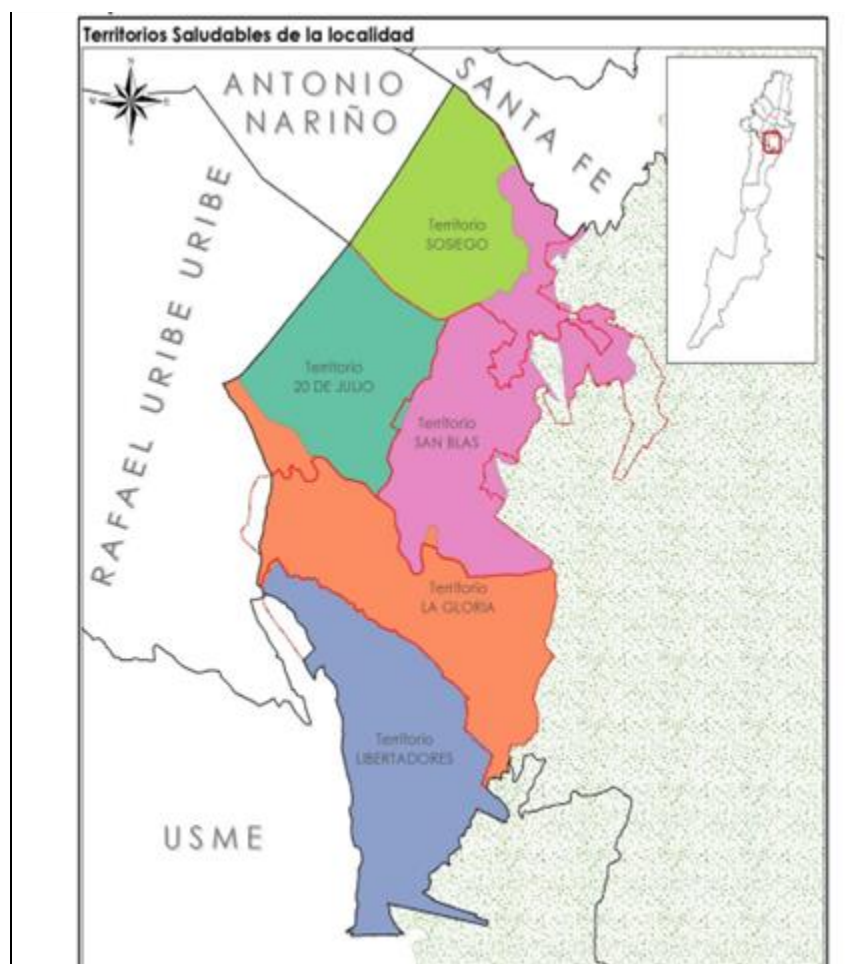 Territorios Saludables de la localidad
ANTONIO
NARIÑO
SANTA FE
RAFAEL URIBE URIBE
Territorio
SOSIEGO
Territorio
20 DE JULIO
Territorio
SAN BLAS
Territorio
LA GLORIA
Territorio
LIBERTADORES
USME